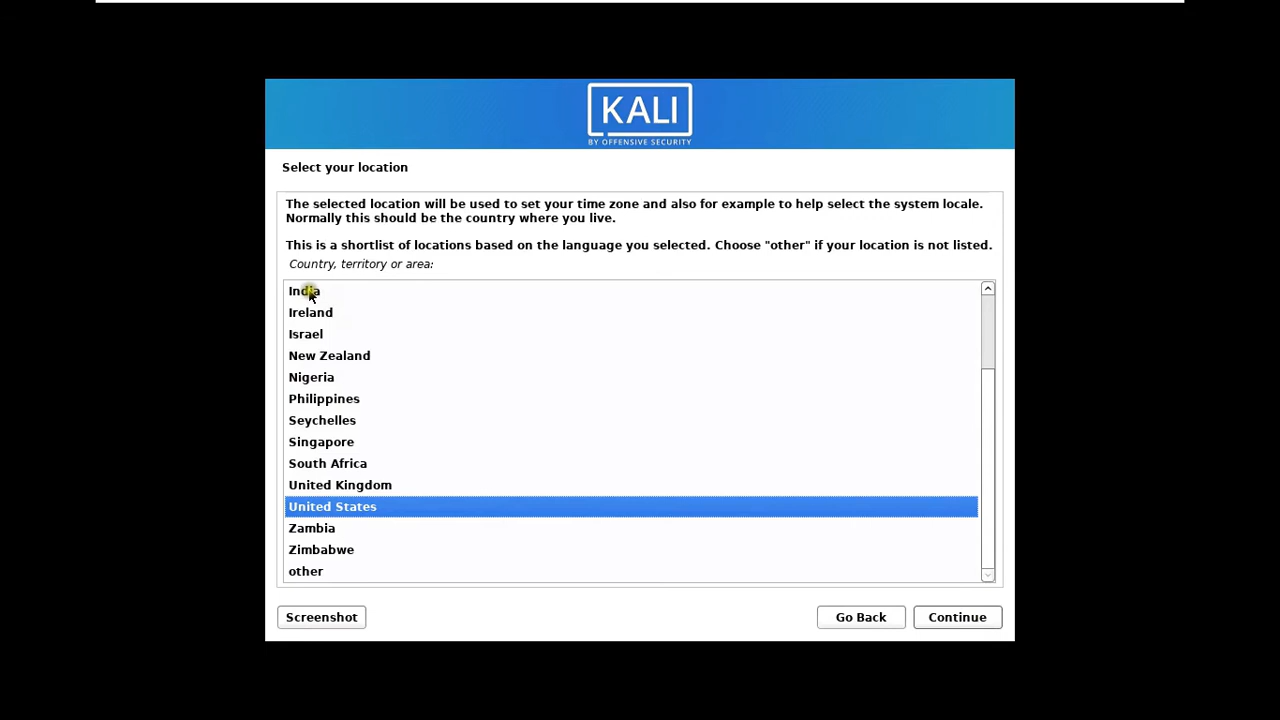 KALI
BY OFFENSIVE SECURITY
Select your location
The selected location will be used to set your time zone and also for example to help select the system locale.
Normally this should be the country where you live.
This is a shortlist of locations based on the language you selected. Choose "other" if your location is not listed.
Country, territory or area:
India
Ireland
Israel
New Zealand
Nigeria
Philippines
Seychelles
Singapore
South Africa
United Kingdom
United States
Zambia
Zimbabwe
other
Screenshot
Go Back
Continue